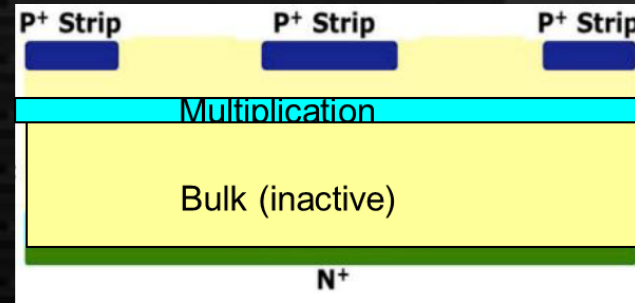 P⁺ Strip P⁺ Strip P⁺ Strip
Multiplication
Bulk (inactive)
N⁺